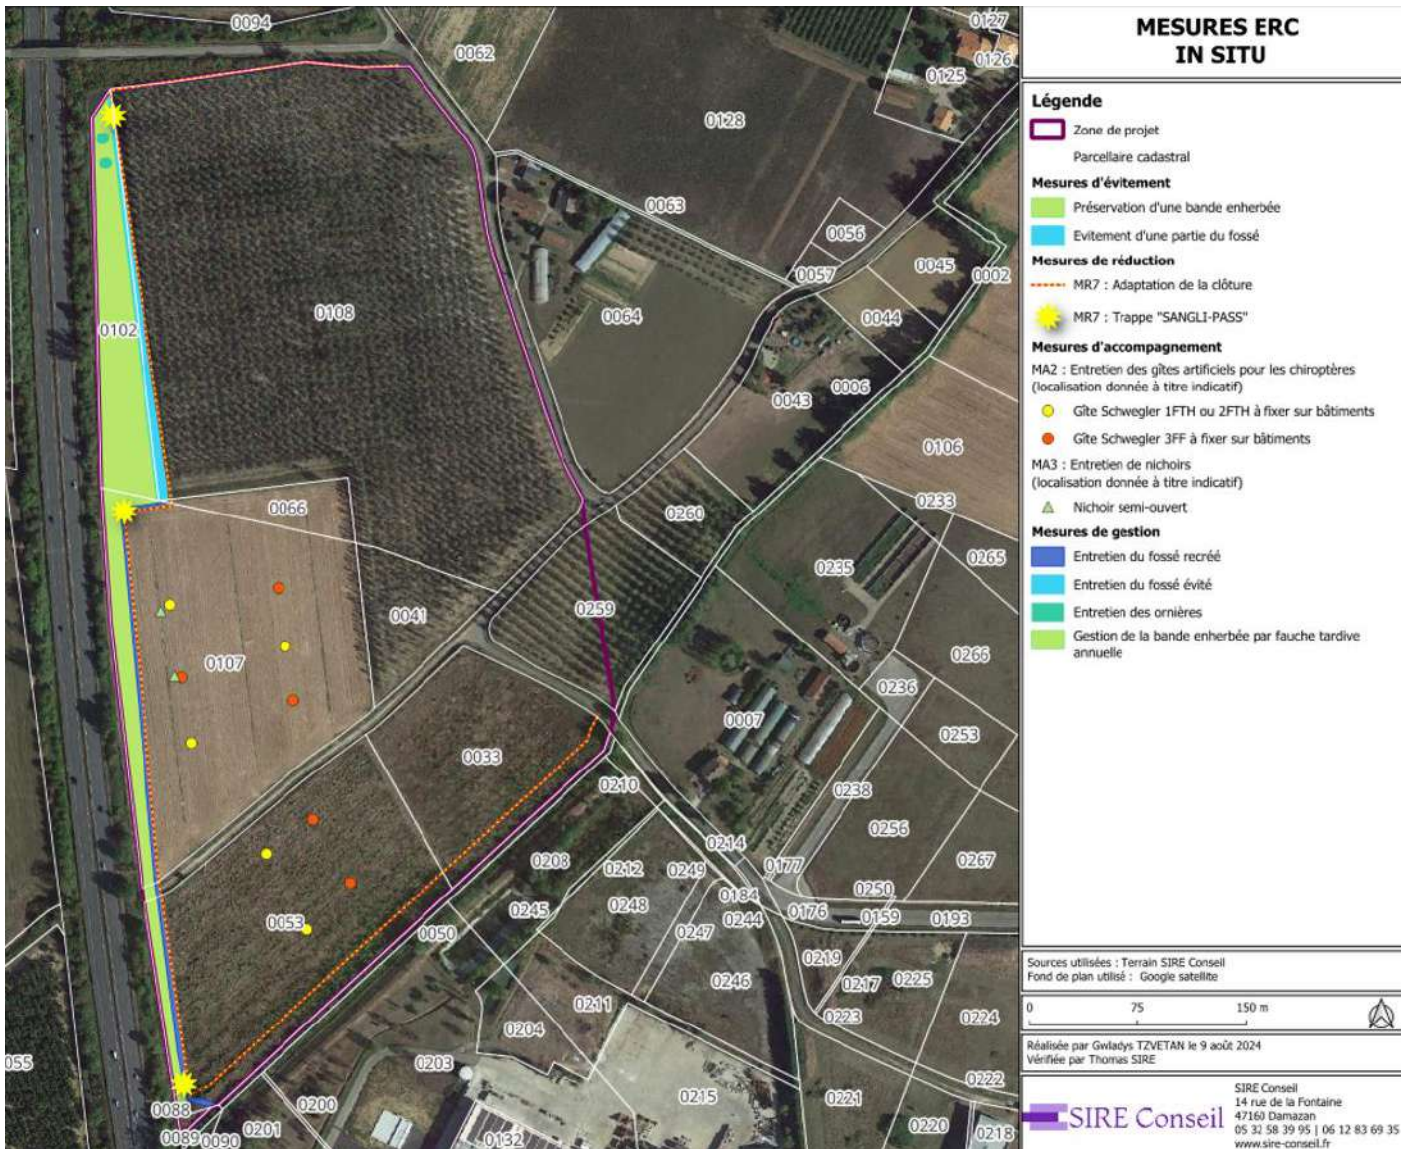 MESURES ERC
IN SITU
Légende
Zone de projet
Parcellaire cadastral
Mesures d'évitement
Préservation d'une bande enherbée
Evitement d'une partie du fossé
Mesures de réduction
MR7 : Adaptation de la clôture
MR7 : Trappe "SANGLI-PASS"
Mesures d'accompagnement
MA2 : Entretien des gîtes artificiels pour les chiroptères
(localisation donnée à titre indicatif)
Gîte Schwegler 1FTH ou 2FTH à fixer sur bâtiments
Gîte Schwegler 3FF à fixer sur bâtiments
MA3 : Entretien de nichoirs
(localisation donnée à titre indicatif)
Nichoir semi-ouvert
Mesures de gestion
Entretien du fossé recréé
Entretien du fossé évité
Entretien des ornières
Gestion de la bande enherbée par fauche tardive
annuelle
Sources utilisées : Terrain SIRE Conseil
Fond de plan utilisé : Google satellite
0 75 150 m
Réalisée par Gwladys TZVETAN le 9 août 2024
Vérifiée par Thomas SIRE
SIRE Conseil
SIRE Conseil
14 rue de la Fontaine
47160 Damazan
05 32 58 39 95 | 06 12 83 69 35
www.sire-conseil.fr
0094
0062
0127
0126
0125
0128
0063
0056
0057
0045
0002
0044
0064
0102
0108
0043
0006
0106
0233
0066
0260
0265
0235
0041
0259
0107
0266
0236
0007
0253
0033
0210
0238
0256
0214
0208
0212
0249
0177
0267
0250
0184
0248
0245
0244
0176
0159
0193
0053
0050
0247
0219
0246
0217
0225
0211
0223
0224
0204
055
0203
0222
0215
0221
0088
0200
0089
0090
0201
0132
0220
0218